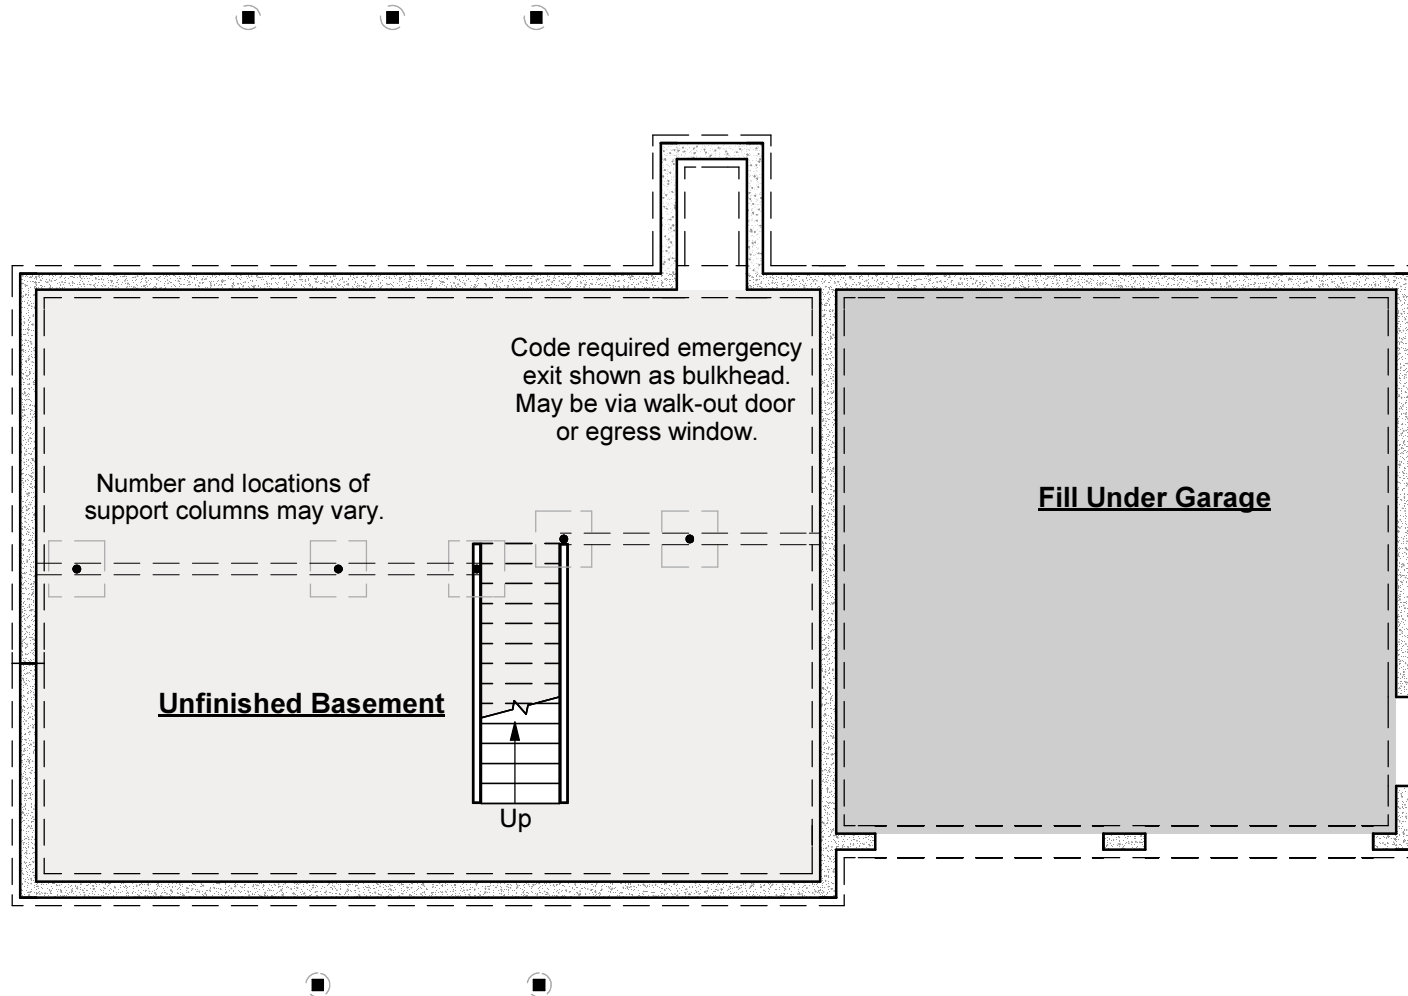 Code required emergency
exit shown as bulkhead.
May be via walk-out door
or egress window.
Number and locations of
support columns may vary.
Fill Under Garage
Unfinished Basement
Up